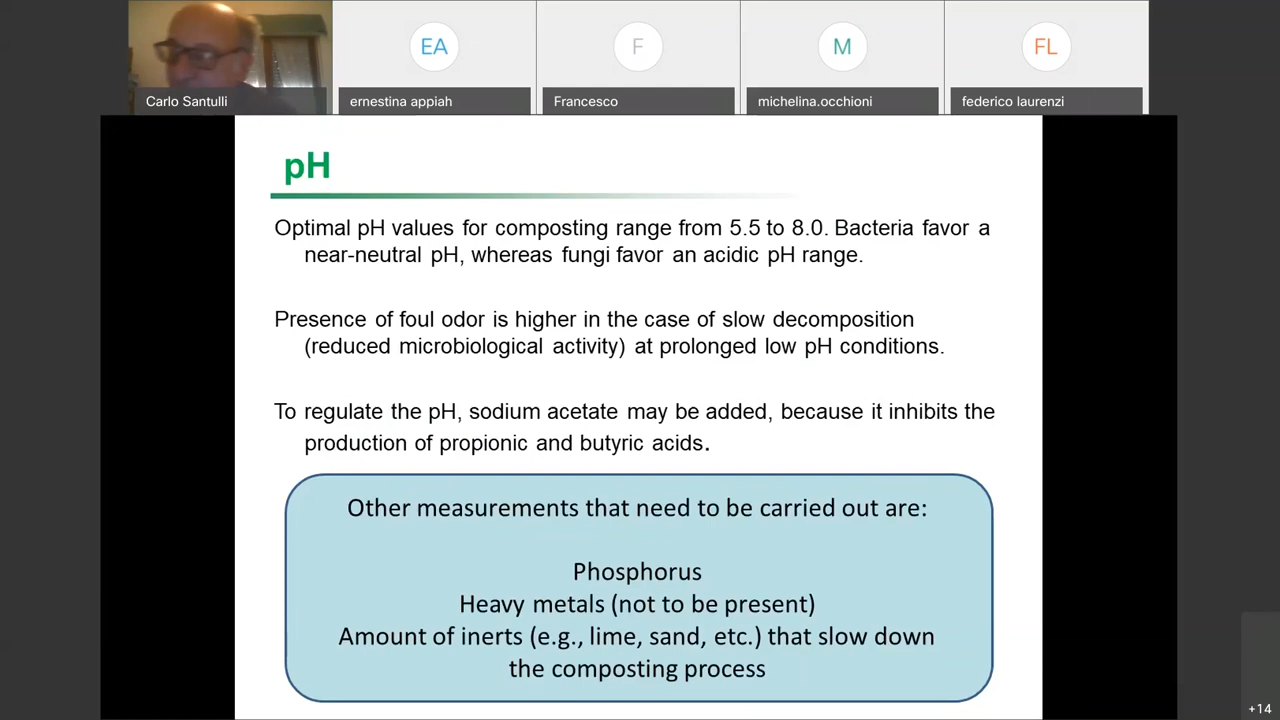 EA
F
M
FL
Carlo Santulli
ernestina appiah
Francesco
michelina.occhioni
federico laurenzi
pH
Optimal pH values for composting range from 5.5 to 8.0. Bacteria favor a
near-neutral pH, whereas fungi favor an acidic pH range.
Presence of foul odor is higher in the case of slow decomposition
(reduced microbiological activity) at prolonged low pH conditions.
To regulate the pH, sodium acetate may be added, because it inhibits the
production of propionic and butyric acids.
Other measurements that need to be carried out are:
Phosphorus
Heavy metals (not to be present)
Amount of inerts (e.g., lime, sand, etc.) that slow down
the composting process
+14